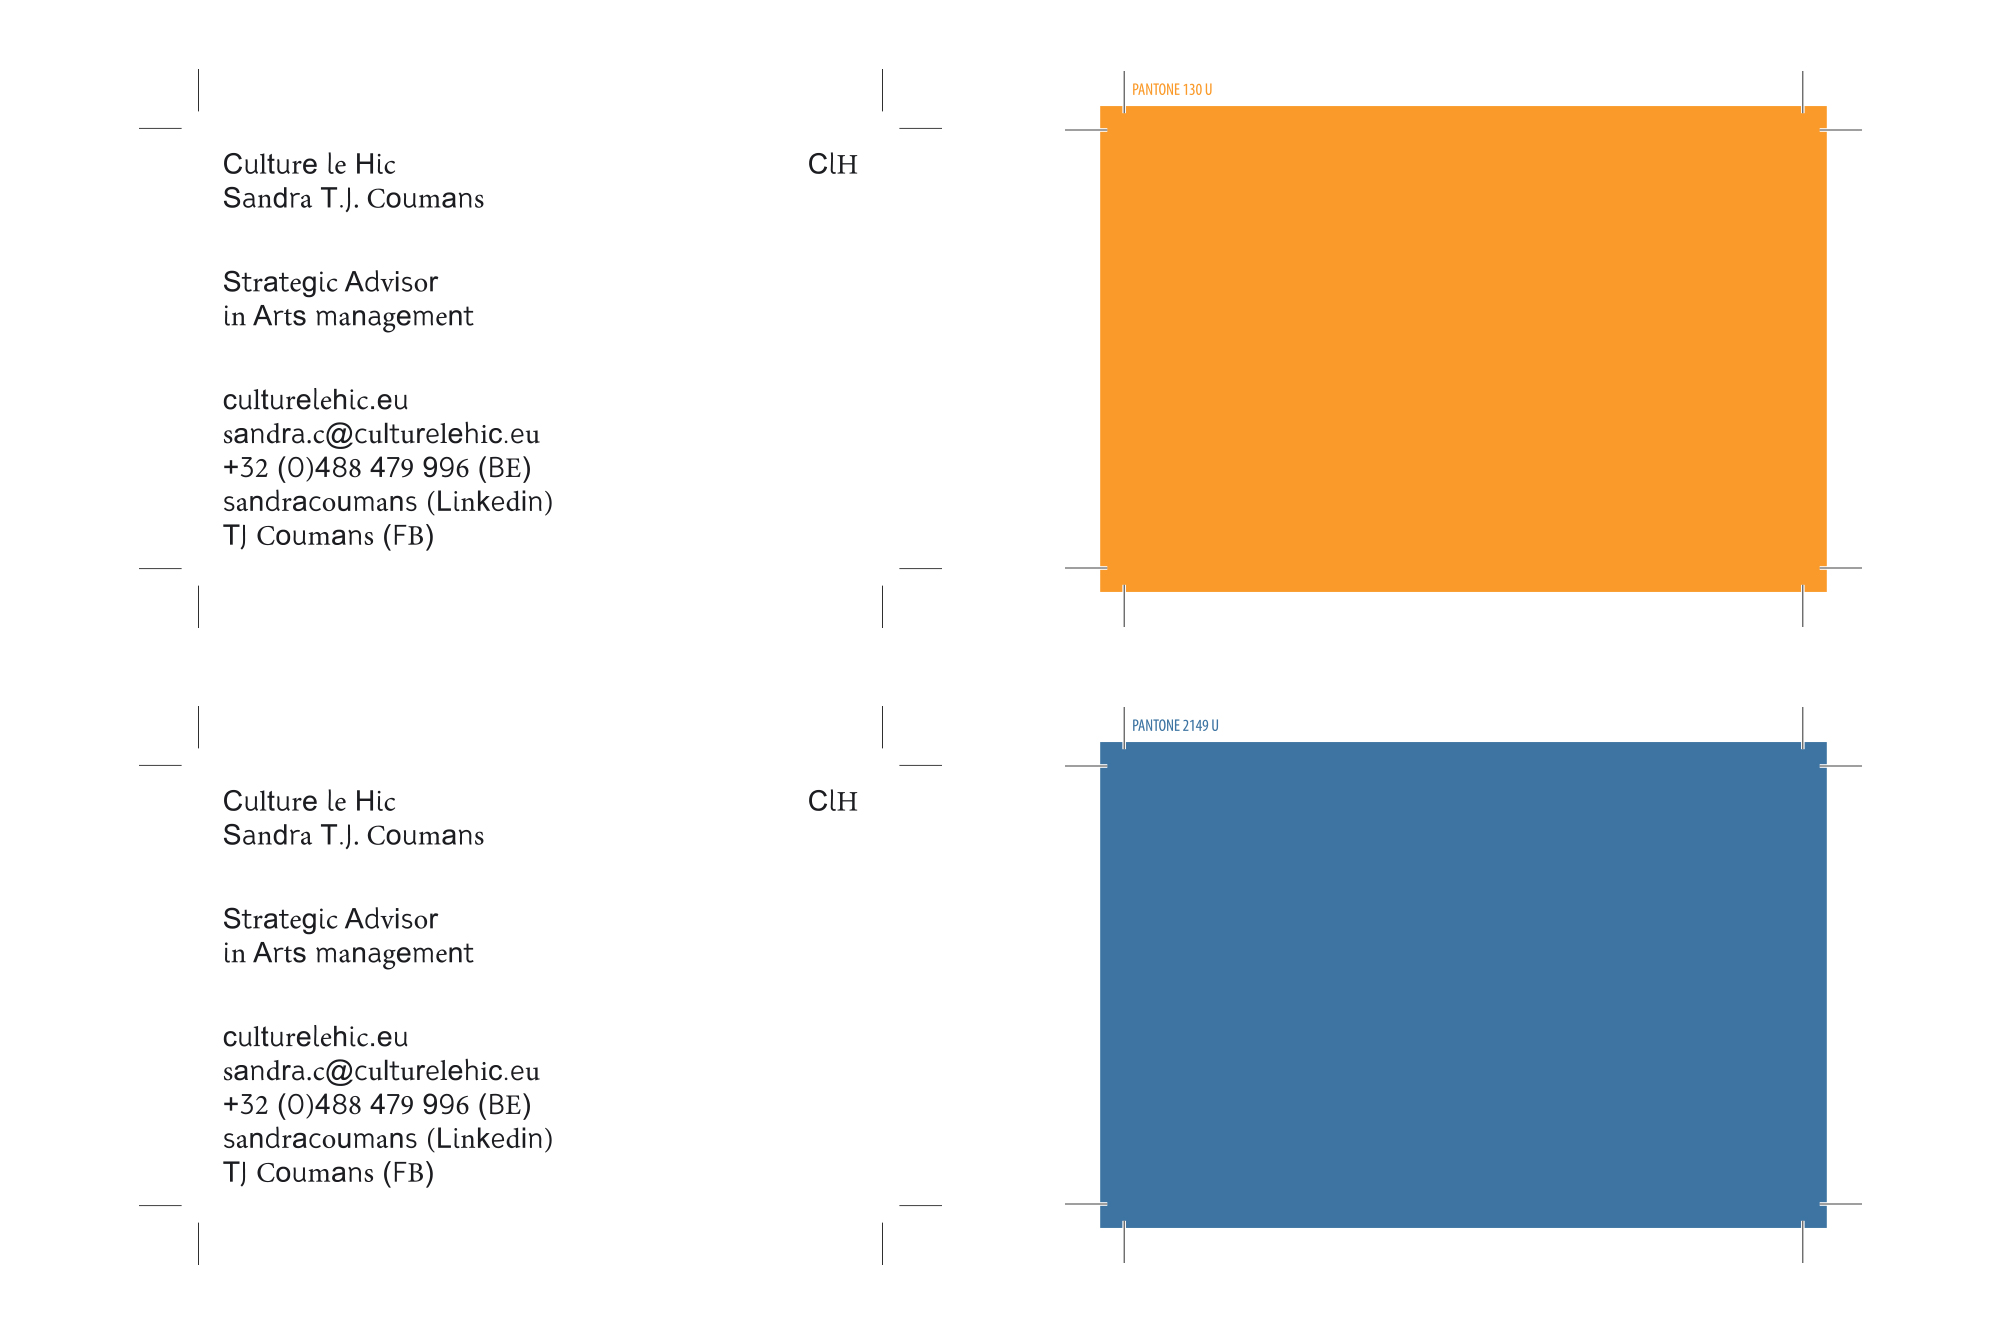 Culture le Hic
ClH
Sandra T.J. Coumans
Strategic Advisor
in Arts management
culturelehic.eu
sandra.c@culturelehic.eu
+32 (0)488 479 996 (BE)
sandracoumans (Linkedin)
TJ Coumans (FB)
PANTONE 130 U
Culture le Hic
ClH
Sandra T.J. Coumans
Strategic Advisor
in Arts management
culturelehic.eu
sandra.c@culturelehic.eu
+32 (0)488 479 996 (BE)
sandracoumans (Linkedin)
TJ Coumans (FB)
PANTONE 2149 U